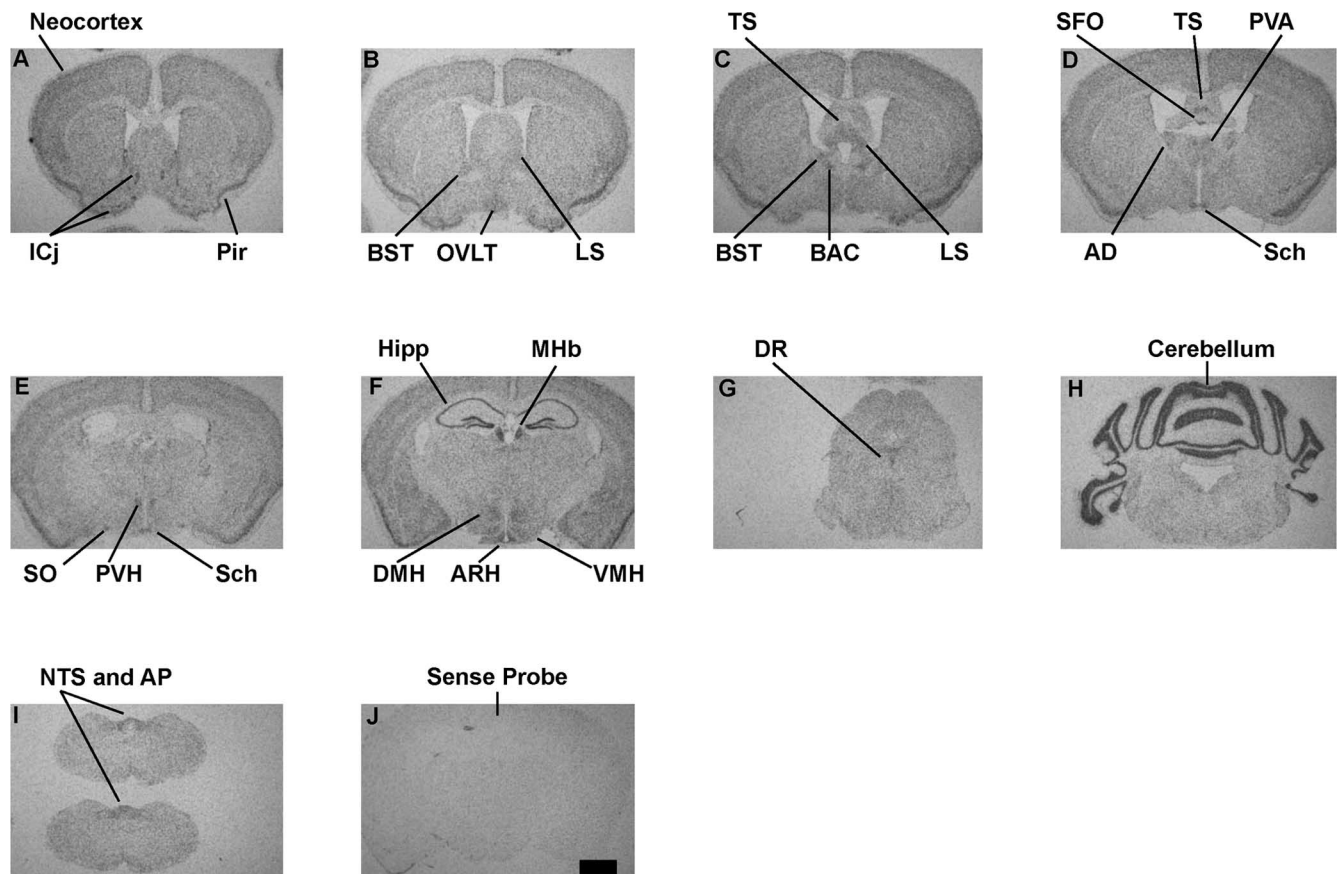 Neocortex
A
ICj Pir
B
BST OVLT LS
TS
C
BST BAC LS
SFO TS PVA
D
AD Sch
E
SO PVH Sch
Hipp MHb
F
DMH ARH VMH
DR
G
Cerebellum
H
NTS and AP
I
Sense Probe
J